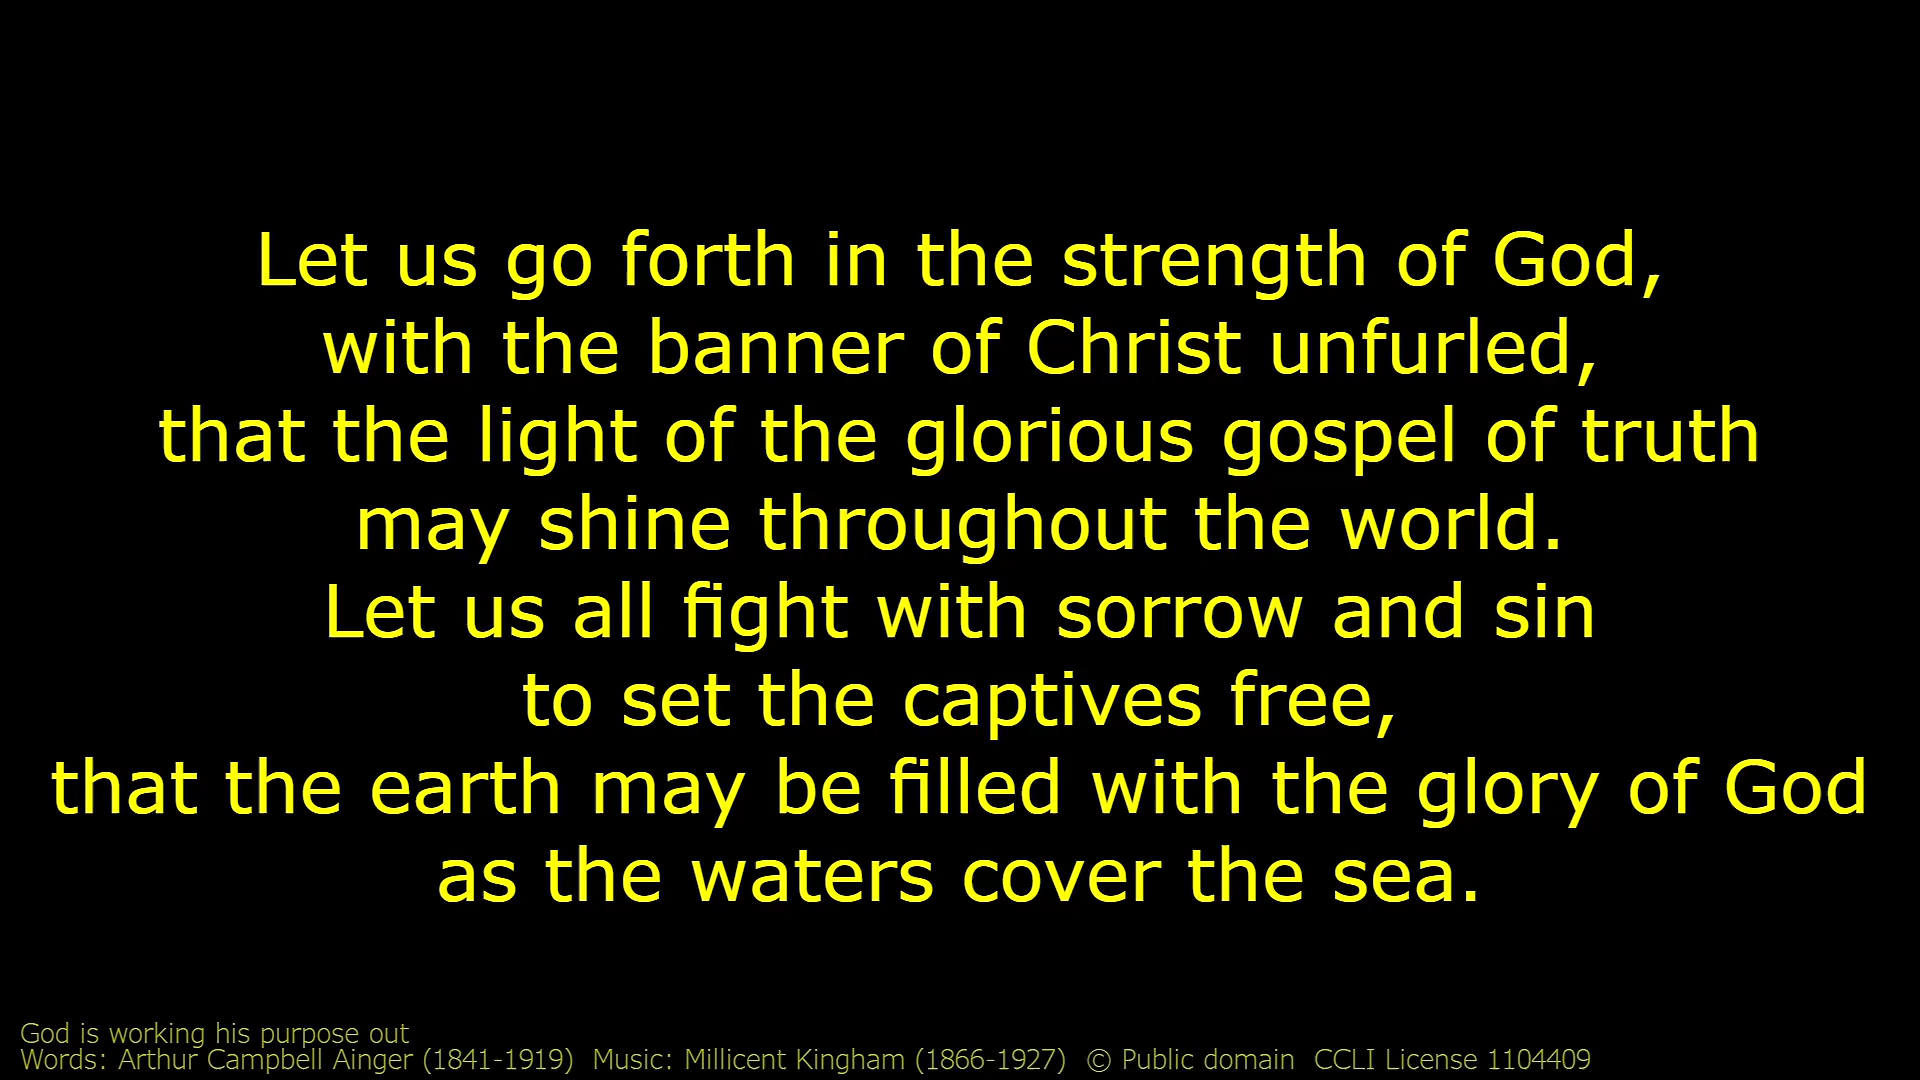 Let us go forth in the strength of God,
with the banner of Christ unfurled,
that the light of the glorious gospel of truth
may shine throughout the world.
Let us all fight with sorrow and sin
to set the captives free,
that the earth may be filled with the glory of God
as the waters cover the sea.
God is working his purpose out
Words: Arthur Campbell Ainger (1841-1919)  Music: Millicent Kingham (1866-1927)  © Public domain  CCLI License 1104409